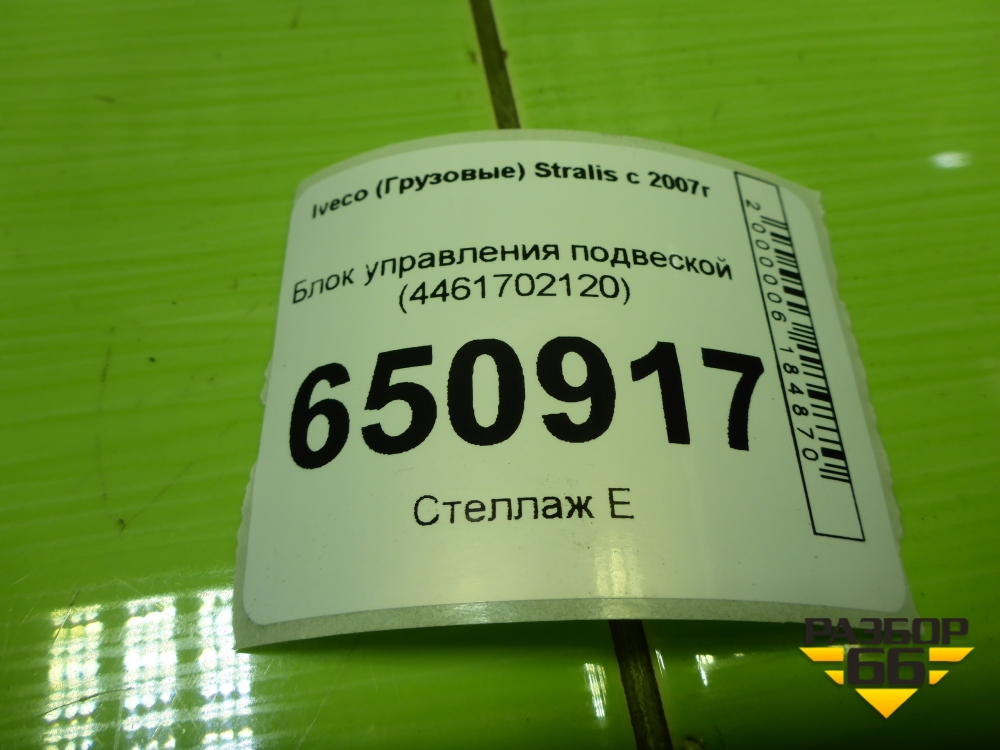 Iveco (Грузовые) Stralis с 2007г
Блок управления подвеской
(4461702120)
650917
Стеллаж Е
2000006184870
РАЗБОР
66